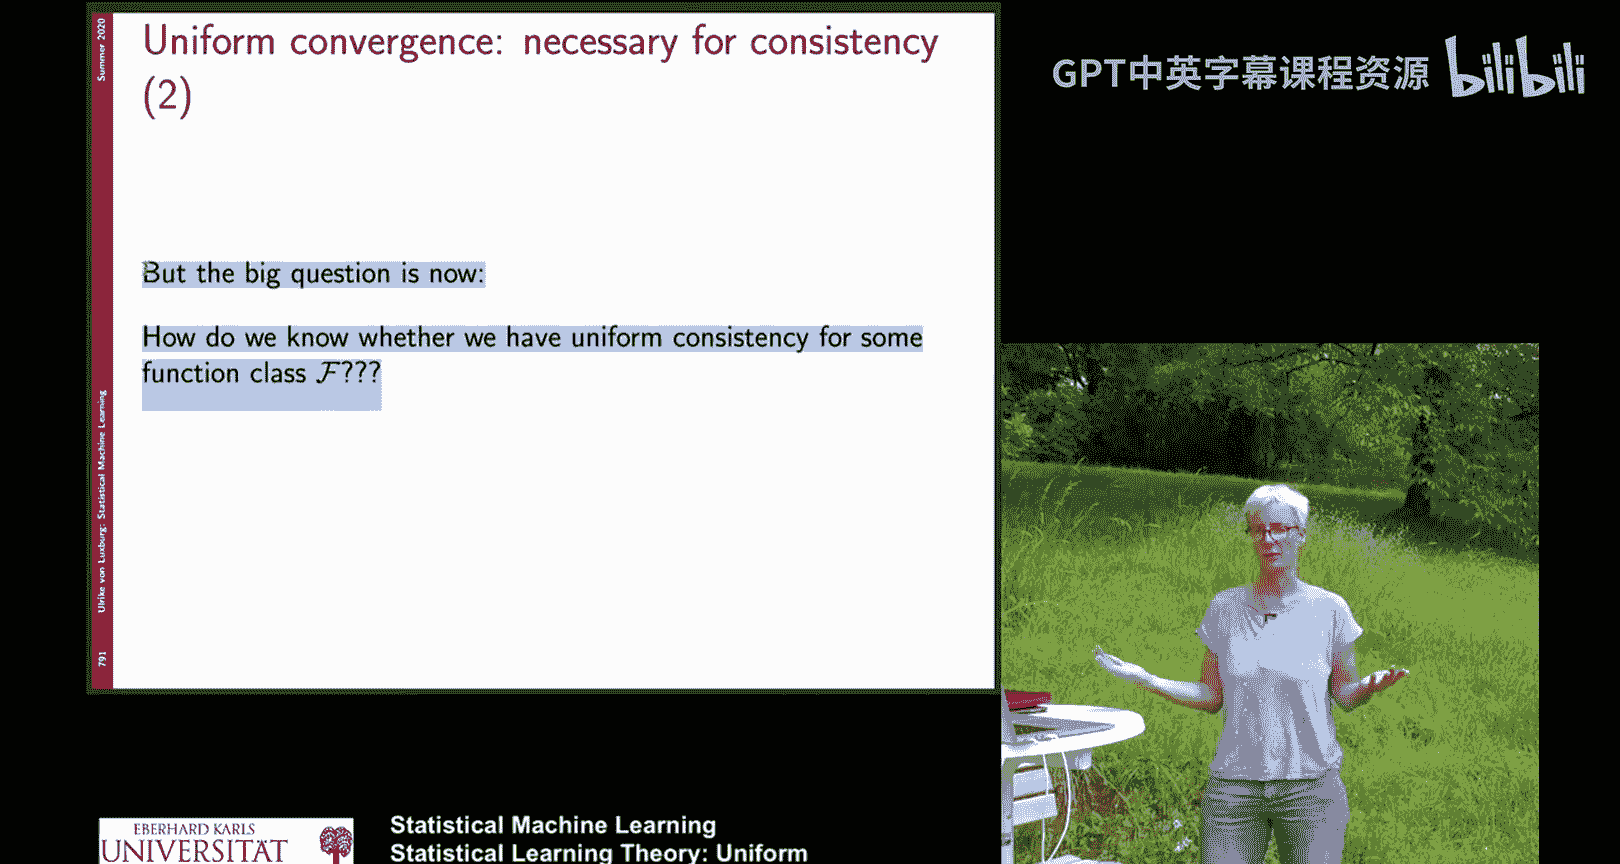 Summer 2020
Uniform convergence: necessary for consistency
(2)
But the big question is now:
How do we know whether we have uniform consistency for some
function class F???
Ulrike von Luxburg: Statistical Machine Learning
791
GPT中英字幕课程资源
bilibili
EBERHARD KARLS
UNIVERSITÄT
Statistical Machine Learning
Statistical Learning Theory: Uniform